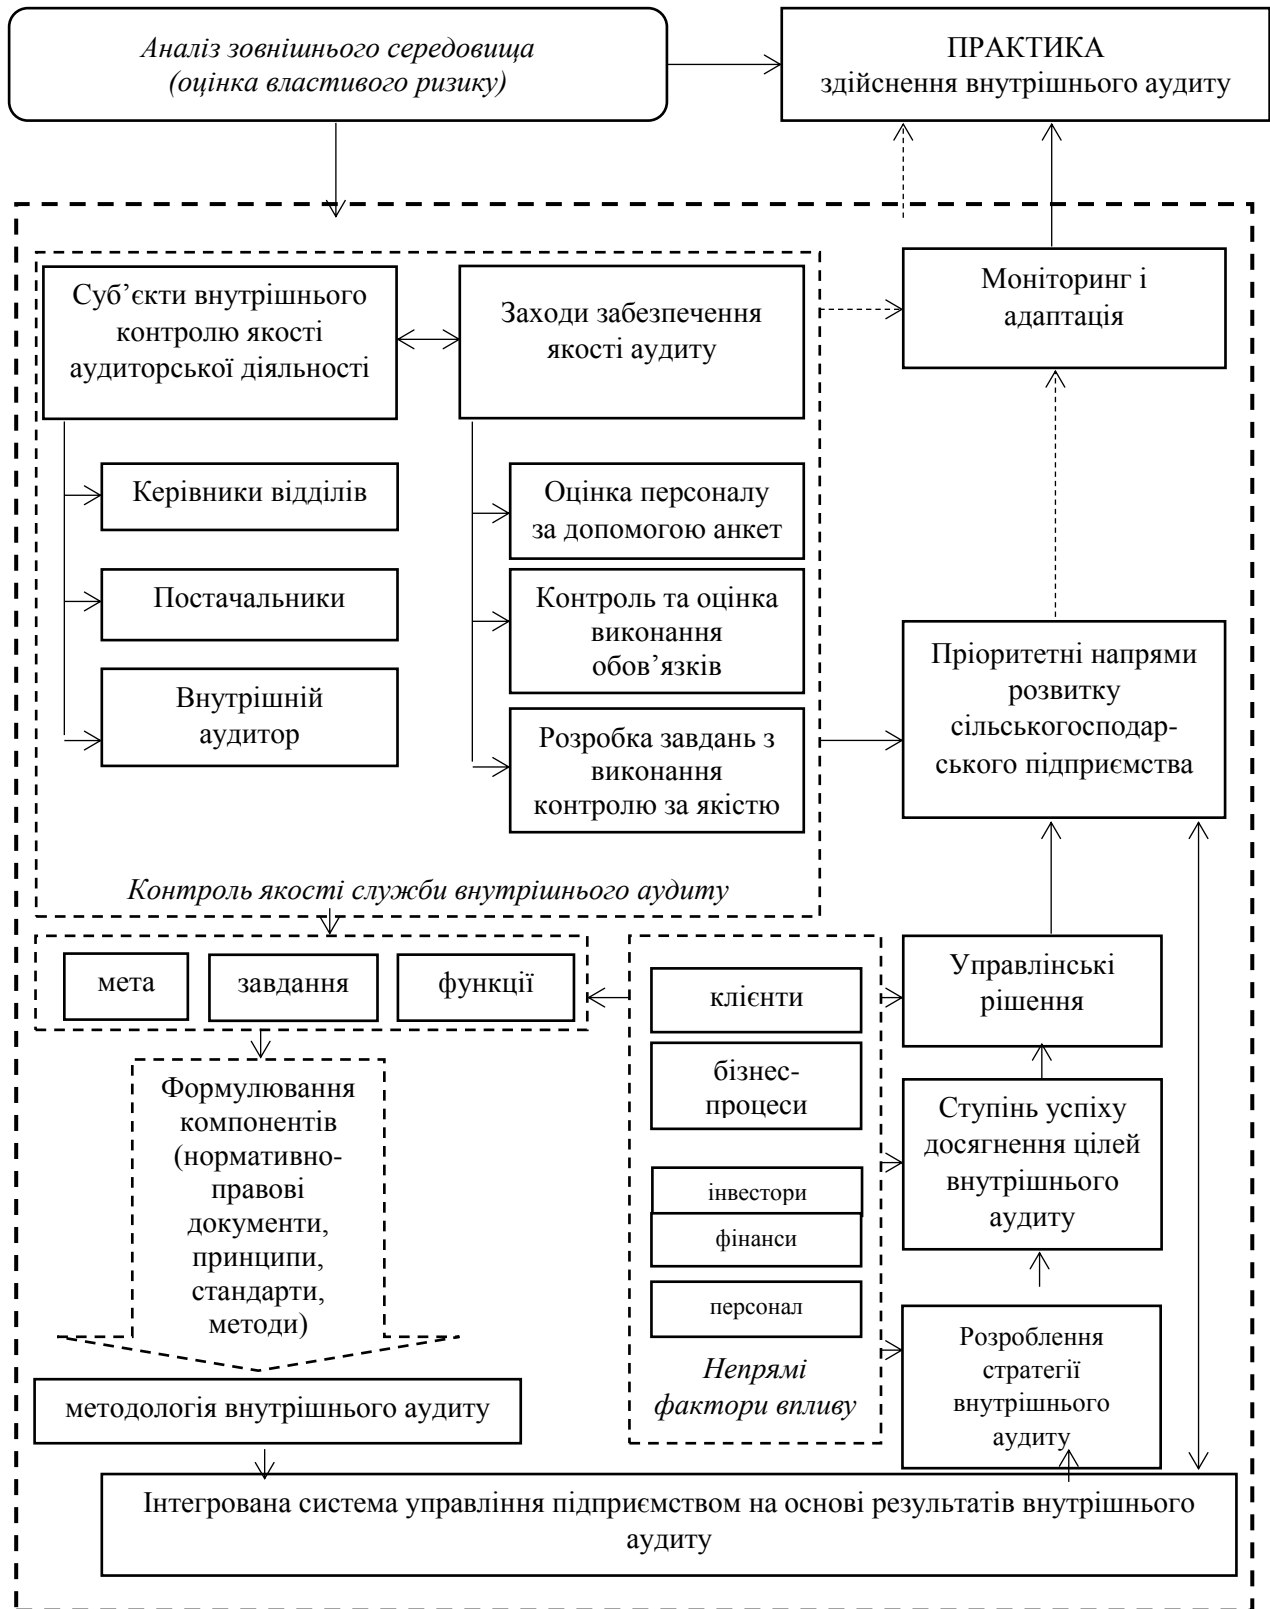 Аналіз зовнішнього середовища
(оцінка властивого ризику)
ПРАКТИКА
здійснення внутрішнього аудиту
Суб’єкти внутрішнього
контролю якості
аудиторської діяльності
Заходи забезпечення
якості аудиту
Моніторинг і
адаптація
Керівники відділів
Постачальники
Внутрішній
аудитор
Оцінка персоналу
за допомогою анкет
Контроль та оцінка
виконання
обов’язків
Розробка завдань з
виконання
контролю за якістю
Пріоритетні напрями
розвитку
сільськогосподар-
ського підприємства
Контроль якості служби внутрішнього аудиту
мета
завдання
функції
Формулювання
компонентів
(нормативно-
правові
документи,
принципи,
стандарти,
методи)
методологія внутрішнього аудиту
клієнти
бізнес-
процеси
інвестори
фінанси
персонал
Непрямі
фактори впливу
Управлінські
рішення
Ступінь успіху
досягнення цілей
внутрішнього
аудиту
Розроблення
стратегії
внутрішнього
аудиту
Інтегрована система управління підприємством на основі результатів внутрішнього
аудиту